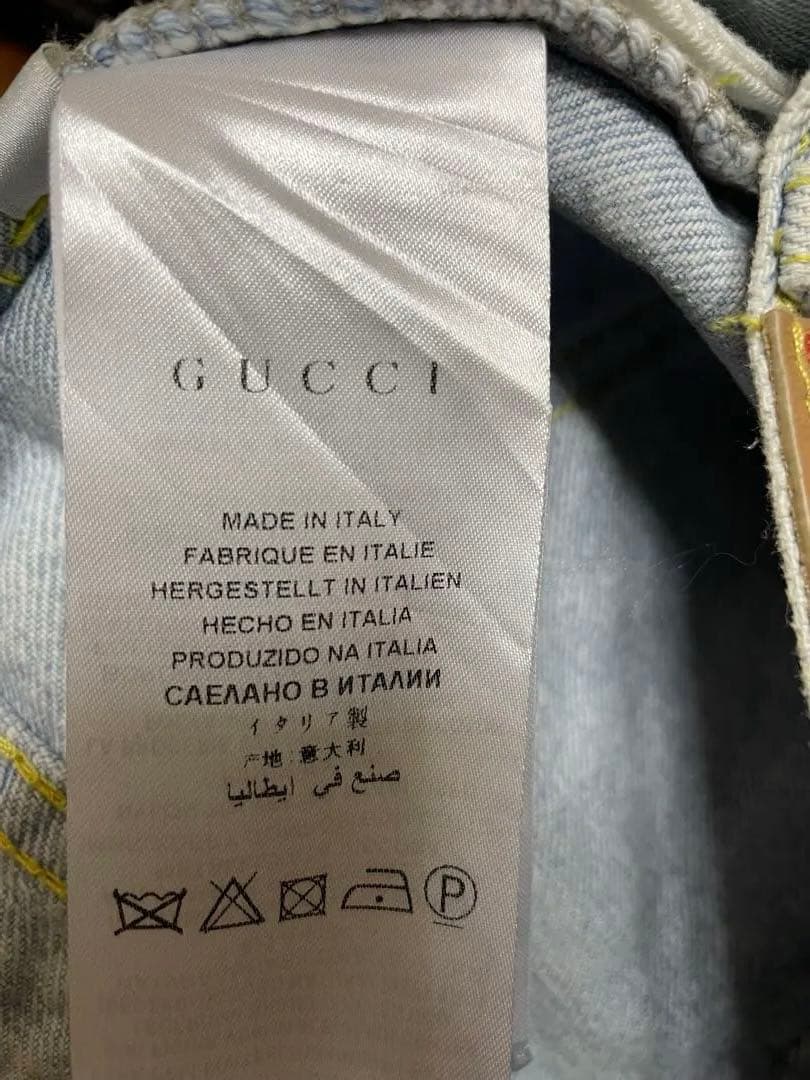 GUCCI
MADE IN ITALY
FABRIQUE EN ITALIE
HERGESTELLT IN ITALIEN
HECHO EN ITALIA
PRODUZIDO NA ITALIA
СДЕЛАНО В ИТАЛИИ
イタリア製
产地:意大利
صنع في ايطاليا
P